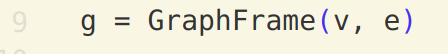 9 g = GraphFrame(v, e)